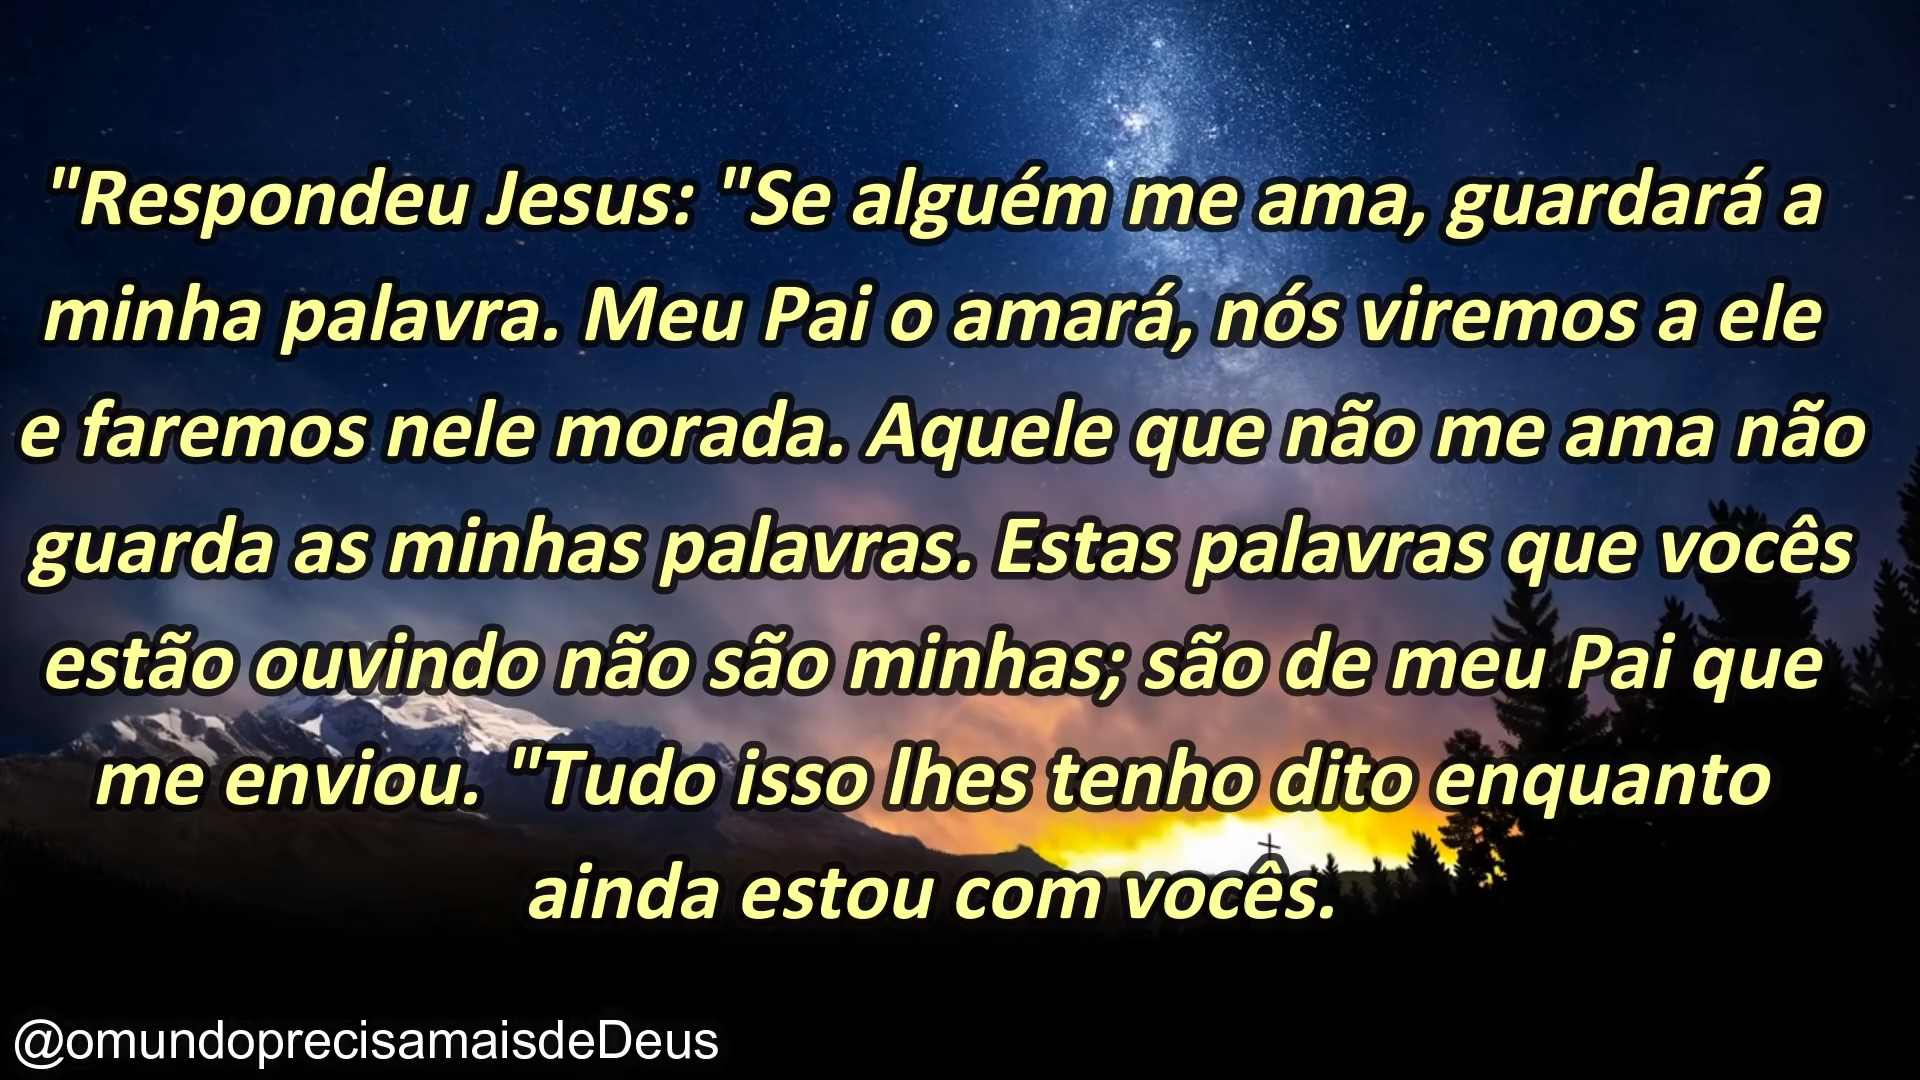 "Respondeu Jesus: "Se alguém me ama, guardará a
minha palavra. Meu Pai o amará, nós viremos a ele
e faremos nele morada. Aquele que não me ama não
guarda as minhas palavras. Estas palavras que vocês
estão ouvindo não são minhas; são de meu Pai que
me enviou. "Tudo isso lhes tenho dito enquanto
ainda estou com vocês.
@omundoprecisamaisdeDeus